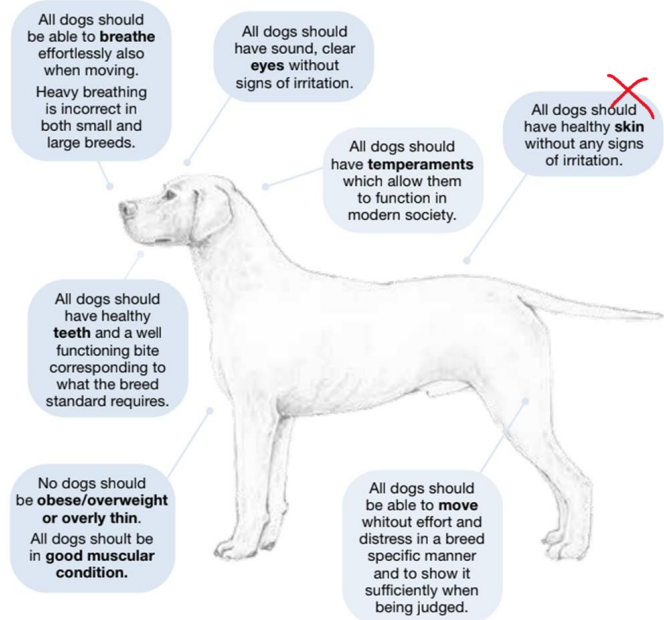 All dogs should
be able to breathe
effortlessly also
when moving.
Heavy breathing
is incorrect in
both small and
large breeds.
All dogs should
have sound, clear
eyes without
signs of irritation.
All dogs should
have healthy skin
without any signs
of irritation.
All dogs should
have temperaments
which allow them
to function in
modern society.
All dogs should
have healthy
teeth and a well
functioning bite
corresponding to
what the breed
standard requires.
No dogs should
be obese/overweight
or overly thin.
All dogs shoult be
in good muscular
condition.
All dogs should
be able to move
whitout effort and
distress in a breed
specific manner
and to show it
sufficiently when
being judged.